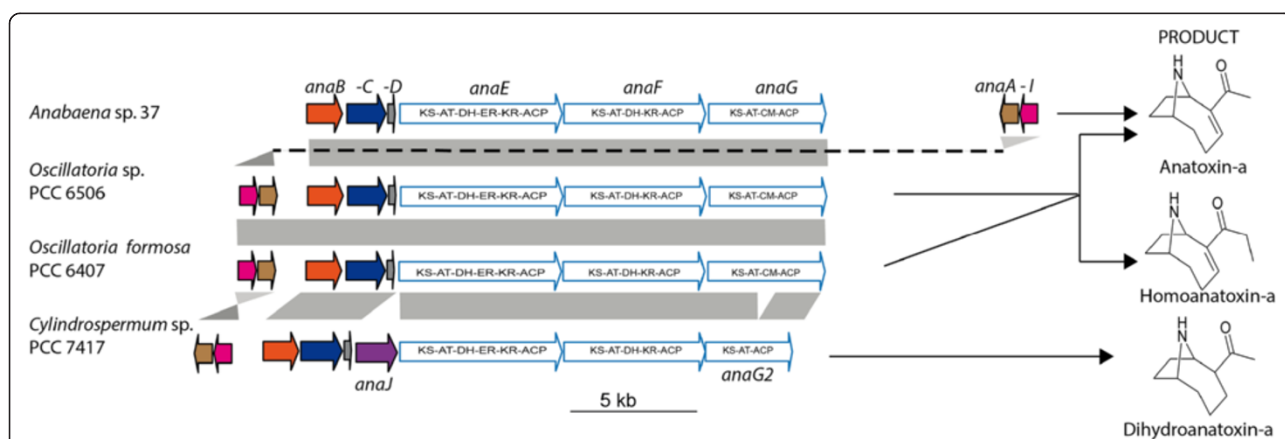 PRODUCT
anaB -C -D anaE anaF anaG anaA - I
Anabaena sp. 37
KS-AT-DH-ER-KR-ACP KS-AT-DH-KR-ACP KS-AT-CM-ACP
H
N
O
Anatoxin-a
Oscillatoria sp.
PCC 6506
KS-AT-DH-ER-KR-ACP KS-AT-DH-KR-ACP KS-AT-CM-ACP
H
N
O
Oscillatoria formosa
PCC 6407
KS-AT-DH-ER-KR-ACP KS-AT-DH-KR-ACP KS-AT-CM-ACP
Homoanatoxin-a
Cylindrospermum sp.
PCC 7417
KS-AT-DH-ER-KR-ACP KS-AT-DH-KR-ACP KS-AT-ACP
anaJ anaG2
H
N
O
5 kb
Dihydroanatoxin-a